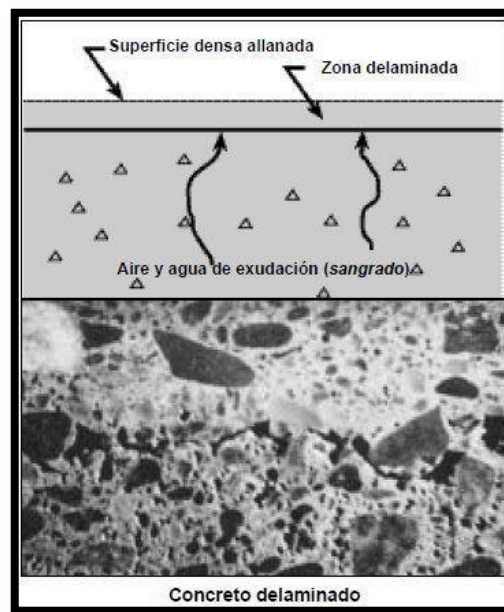 Superficie densa allanada
Zona delaminada
Aire y agua de exudación (sangrado)
Concreto delaminado